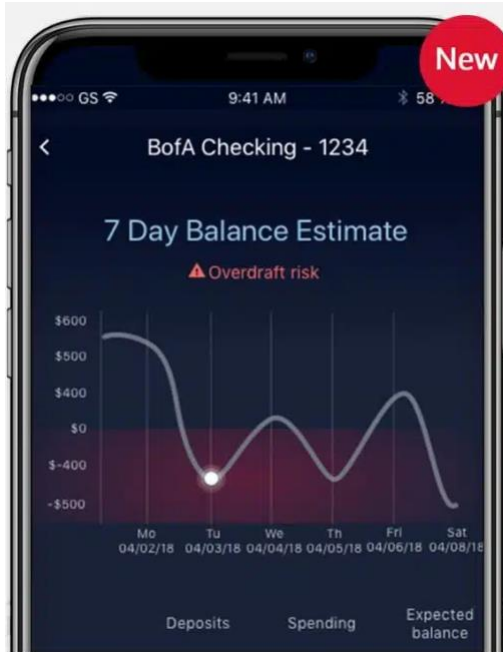 New
GS
9:41 AM
58
BofA Checking - 1234
7 Day Balance Estimate
Overdraft risk
$600
$500
$400
$0
$-400
-$500
Mo Tu We Th Fri Sat
04/02/18 04/03/18 04/04/18 04/05/18 04/06/18 04/08/18
Deposits Spending Expected
balance